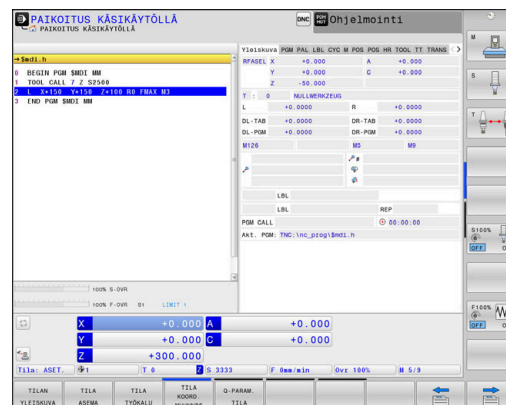 PAIKOITUS KÄSIKÄYTÖLLÄ
PAIKOITUS KÄSIKÄYTÖLLÄ
DNC
Ohjelmointi
→$mdi.h
0 BEGIN PGM $MDI MM
1 TOOL CALL 7 Z S2500
2 L X+150 Y+150 Z+100 R0 FMAX M3
3 END PGM $MDI MM
100% S-OVR
100% F-OVR S1 LIMIT 1
Yleiskuva PGM PAL LBL CYC M POS POS HR TOOL TT TRANS
RFASEL X +0.000 A +0.000
Y +0.000 C +0.000
Z -50.000
T : 0 NULLWERKZEUG
L +0.0000 R +0.0000
DL-TAB +0.0000 DR-TAB +0.0000
DL-PGM +0.0000 DR-PGM +0.0000
M126 M5 M9
LBL
LBL REP
PGM CALL 00:00:00
Akt. PGM: TNC:\nc_prog\$mdi.h
X +0.000 A +0.000
Y +0.000 C +0.000
Z +300.000
Tila: ASET. 1 T 0 Z S 3333 F 0mm/min Ovr 100% M 5/9
TILAN YLEISKUVA
TILA ASEMA
TILA TYÖKALU
TILA KOORD.
Q-PARAM. TILA
M
S
T
S100%
OFF
F100%
OFF